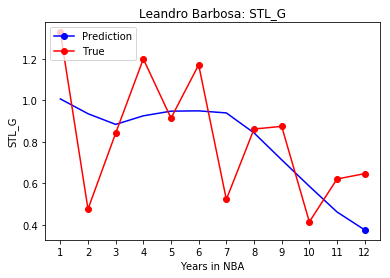 Leandro Barbosa: STL_G
Prediction
True
1.2
1.0
0.8
0.6
0.4
STL_G
1 2 3 4 5 6 7 8 9 10 11 12
Years in NBA